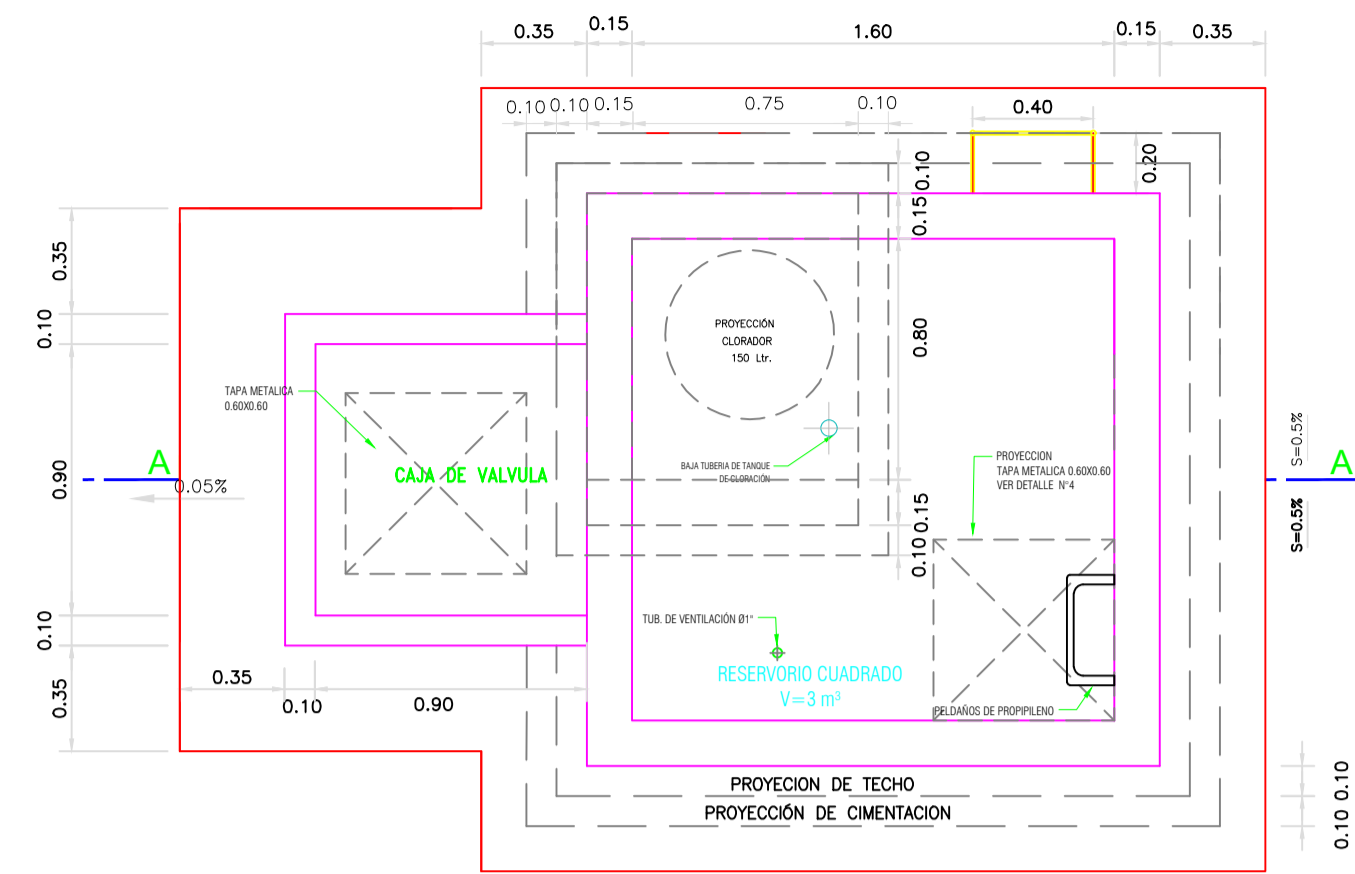 0.35
0.15
1.60
0.15
0.35
0.10
0.10
0.15
0.75
0.10
0.40
0.20
0.10
0.15
0.80
0.15
0.10
0.35
0.10
0.90
0.10
0.35
PROYECCIÓN
CLORADOR
150 Ltr.
TAPA METALICA
0.60X0.60
CAJA DE VALVULA
A
0.05%
BAJA TUBERIA DE TANQUE
DE CLORACIÓN
PROYECCION
TAPA METALICA 0.60X0.60
VER DETALLE N°4
S=0.5%
A
S=0.5%
TUB. DE VENTILACIÓN Ø1"
RESERVORIO CUADRADO
V=3 m³
PELDAÑOS DE PROPIPILENO
0.35
0.10
0.90
PROYECION DE TECHO
PROYECCIÓN DE CIMENTACION
0.10
0.10